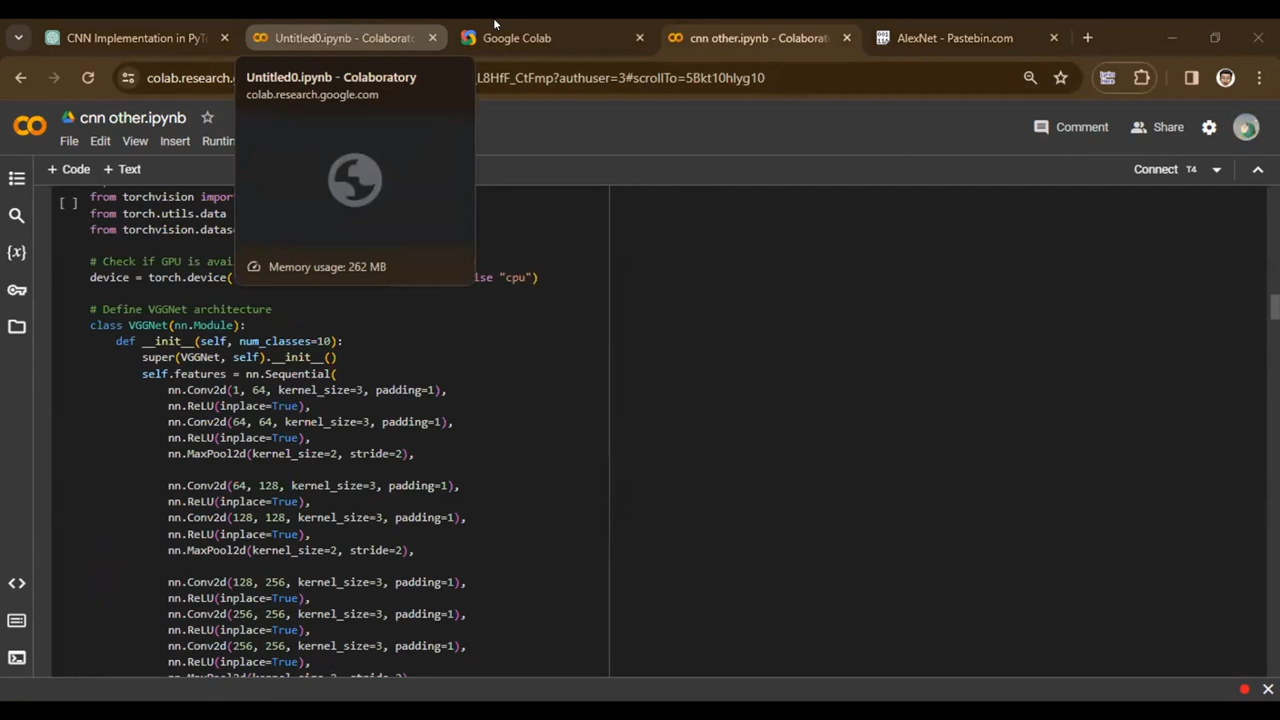 CNN Implementation in PyT
Untitled0.ipynb - Colaborat
Google Colab
cnn other.ipynb - Colaborat
AlexNet - Pastebin.com
colab.research.
L8HfF_CtFmp?authuser=3#scrollTo=5Bkt10hlyg10
Untitled0.ipynb - Colaboratory
colab.research.google.com
Memory usage: 262 MB
cnn other.ipynb
File Edit View Insert Runtin
Comment
Share
+ Code + Text
Connect T4
[ ]
from torchvision impor
from torch.utils.data
from torchvision.datas
# Check if GPU is avai
device = torch.device( lse "cpu")
# Define VGGNet architecture
class VGGNet(nn.Module):
def __init__(self, num_classes=10):
super(VGGNet, self).__init__()
self.features = nn.Sequential(
nn.Conv2d(1, 64, kernel_size=3, padding=1),
nn.ReLU(inplace=True),
nn.Conv2d(64, 64, kernel_size=3, padding=1),
nn.ReLU(inplace=True),
nn.MaxPool2d(kernel_size=2, stride=2),
nn.Conv2d(64, 128, kernel_size=3, padding=1),
nn.ReLU(inplace=True),
nn.Conv2d(128, 128, kernel_size=3, padding=1),
nn.ReLU(inplace=True),
nn.MaxPool2d(kernel_size=2, stride=2),
nn.Conv2d(128, 256, kernel_size=3, padding=1),
nn.ReLU(inplace=True),
nn.Conv2d(256, 256, kernel_size=3, padding=1),
nn.ReLU(inplace=True),
nn.Conv2d(256, 256, kernel_size=3, padding=1),
nn.ReLU(inplace=True),
nn.MaxPool2d(kernel_size=2, stride=2),